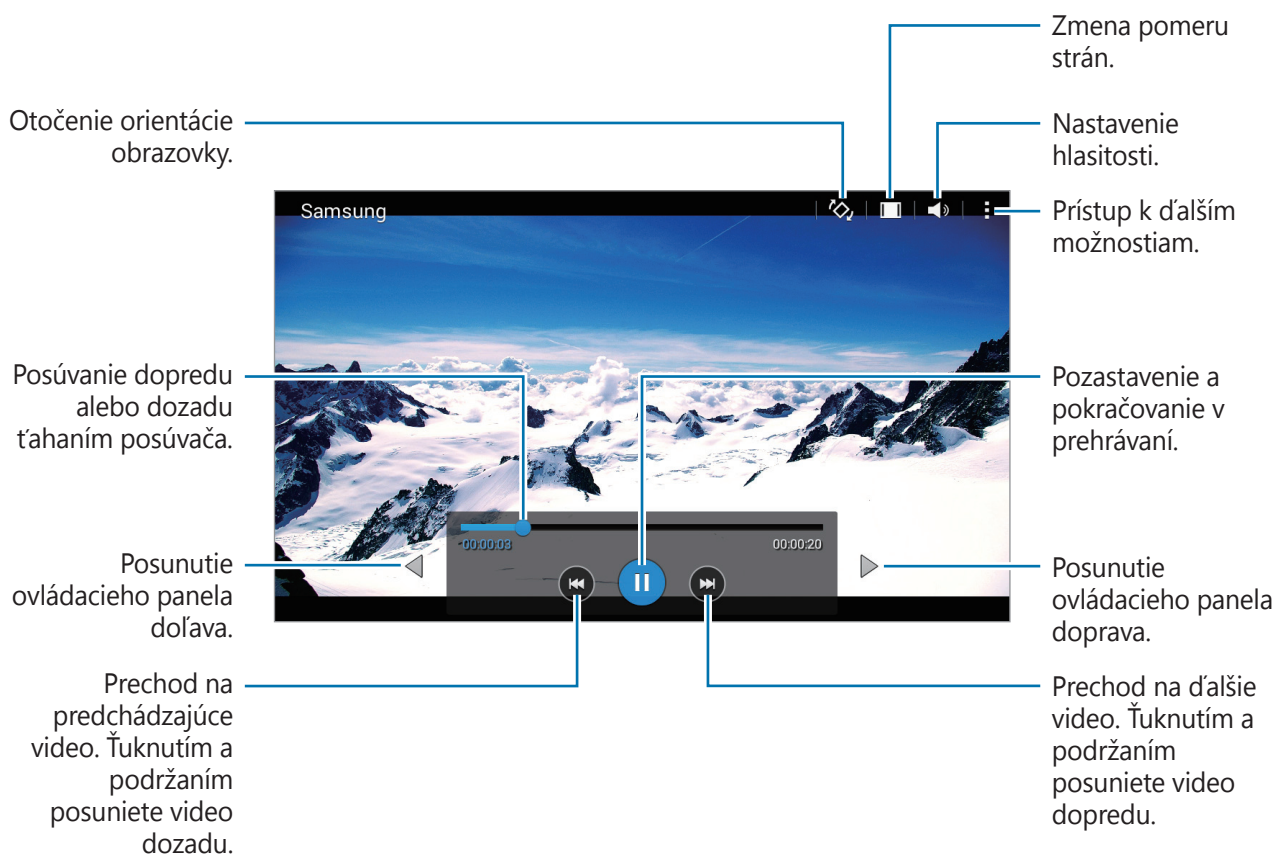 Zmena pomeru
strán.
Otočenie orientácie
obrazovky.
Nastavenie
hlasitosti.
Samsung
Prístup k ďalším
možnostiam.
Posúvanie dopredu
alebo dozadu
ťahaním posúvača.
Pozastavenie a
pokračovanie v
prehrávaní.
00:00:03
00:00:20
Posunutie
ovládacieho panela
doľava.
Posunutie
ovládacieho panela
doprava.
Prechod na
predchádzajúce
video. Ťuknutím a
podržaním
posuniete video
dozadu.
Prechod na ďalšie
video. Ťuknutím a
podržaním
posuniete video
dopredu.